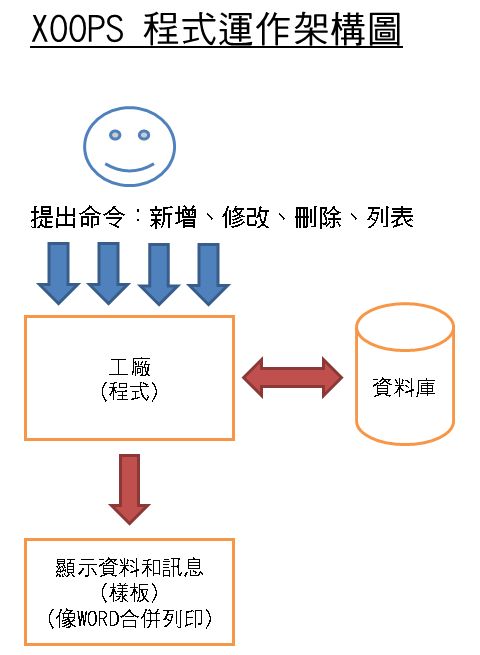 XOOPS 程式運作架構圖
提出命令：新增、修改、刪除、列表
工廠
(程式)
資料庫
顯示資料和訊息
(樣板)
(像WORD合併列印)